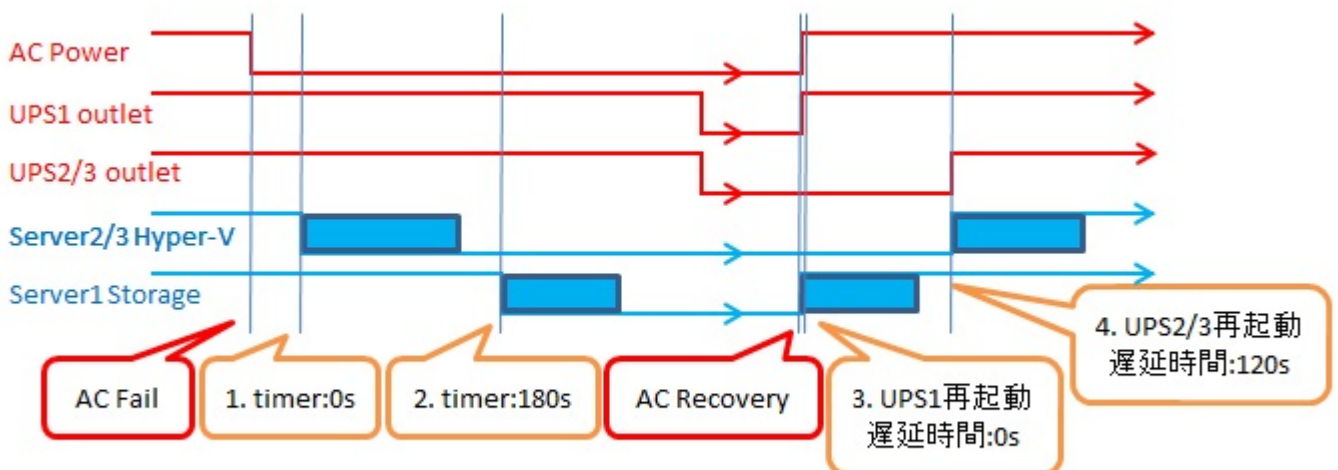 AC Power
UPS1 outlet
UPS2/3 outlet
Server2/3 Hyper-V
Server1 Storage
AC Fail
1. timer:0s
2. timer:180s
AC Recovery
3. UPS1再起動
遅延時間:0s
4. UPS2/3再起動
遅延時間:120s